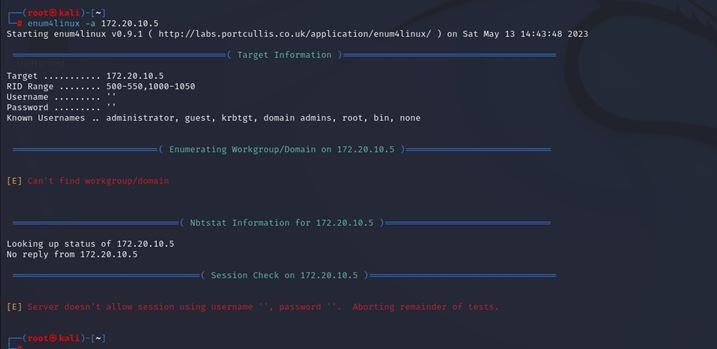 ┌──(root㉿kali)-[~]
└─# enum4linux -a 172.20.10.5
Starting enum4linux v0.9.1 ( http://labs.portcullis.co.uk/application/enum4linux/ ) on Sat May 13 14:43:48 2023
=========================================( Target Information )=========================================
Target ........... 172.20.10.5
RID Range ........ 500-550,1000-1050
Username ......... ''
Password ......... ''
Known Usernames .. administrator, guest, krbtgt, domain admins, root, bin, none
============================( Enumerating Workgroup/Domain on 172.20.10.5 )============================
[E] Can't find workgroup/domain
================================( Nbtstat Information for 172.20.10.5 )================================
Looking up status of 172.20.10.5
No reply from 172.20.10.5
===================================( Session Check on 172.20.10.5 )===================================
[E] Server doesn't allow session using username '', password ''.  Aborting remainder of tests.
┌──(root㉿kali)-[~]
└─#